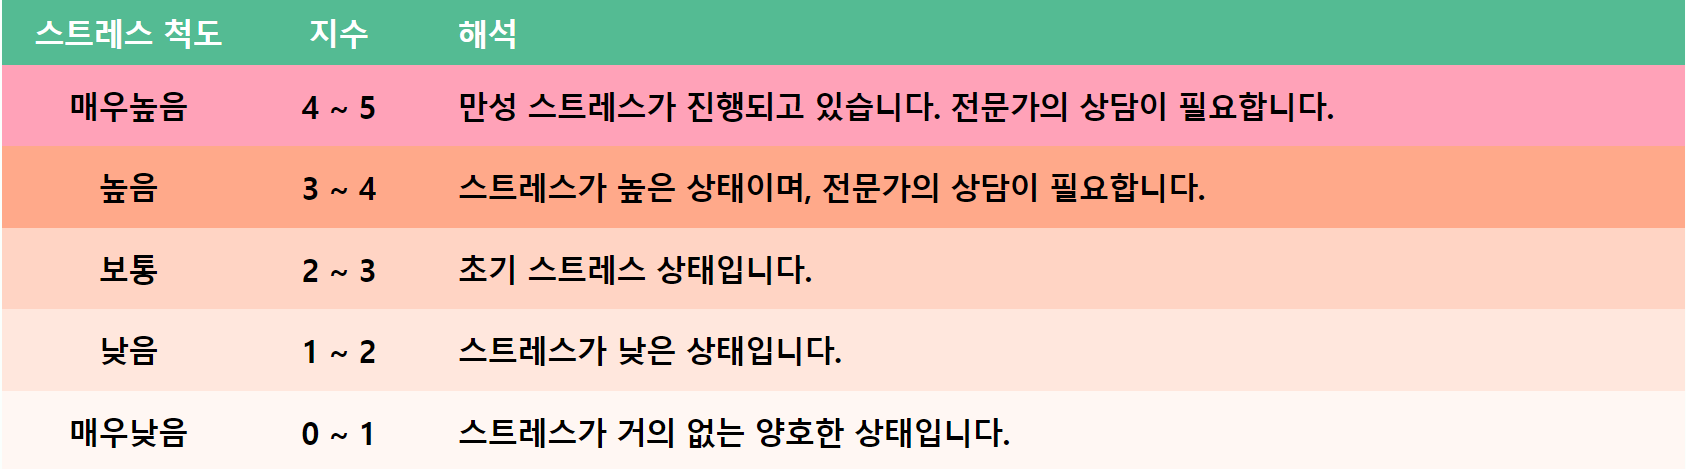 스트레스 척도 지수 해석
매우높음 4 ~ 5 만성 스트레스가 진행되고 있습니다. 전문가의 상담이 필요합니다.
높음 3 ~ 4 스트레스가 높은 상태이며, 전문가의 상담이 필요합니다.
보통 2 ~ 3 초기 스트레스 상태입니다.
낮음 1 ~ 2 스트레스가 낮은 상태입니다.
매우낮음 0 ~ 1 스트레스가 거의 없는 양호한 상태입니다.